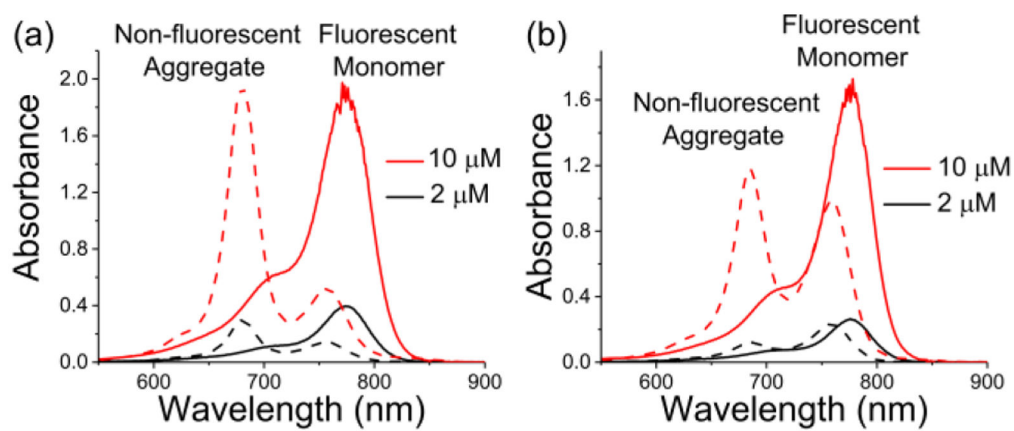 (a)
Non-fluorescent Fluorescent
Aggregate Monomer
2.0
1.6
1.2
0.8
0.4
0.0
Absorbance
10 μM
2 μM
600 700 800 900
Wavelength (nm)
(b)
Fluorescent
Monomer
Non-fluorescent
Aggregate
1.6
1.2
0.8
0.4
0.0
Absorbance
10 μM
2 μM
600 700 800 900
Wavelength (nm)